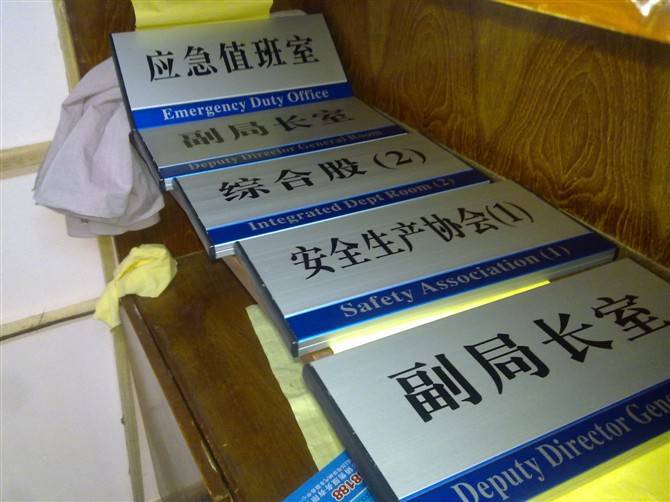 应急值班室
Emergency Duty Office
副局长室
Deputy Director General Room
综合股(2)
Integrated Dept Room(2)
安全生产协会(1)
Safety Association(1)
副局长室
Deputy Director Gene
8188